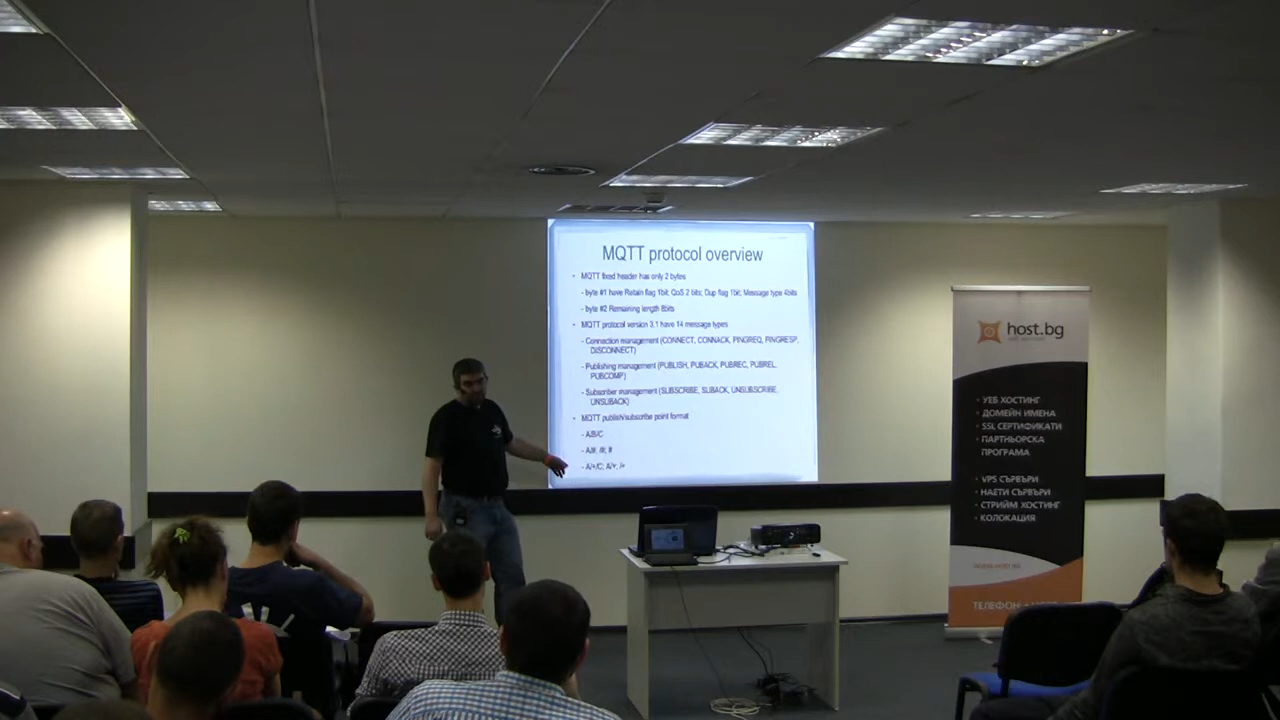 MQTT protocol overview
• MQTT fixed header has only 2 bytes
- byte #1 have Retain flag 1bit; QoS 2 bits; Dup flag 1bit; Message type 4bits
- byte #2 Remaining length 8bits
• MQTT protocol version 3.1 have 14 message types
- Connection management (CONNECT, CONNACK, PINGREQ, PINGRESP,
DISCONNECT)
- Publishing management (PUBLISH, PUBACK, PUBREC, PUBREL,
PUBCOMP)
- Subscriber management (SUBSCRIBE, SUBACK, UNSUBSCRIBE,
UNSUBACK)
• MQTT publish/subscribe point format
- A/B/C
- A/#; /#; #
- A/+/C; A/+; /+
host.bg
• УЕБ ХОСТИНГ
• ДОМЕЙН ИМЕНА
• SSL СЕРТИФИКАТИ
• ПАРТНЬОРСКА
ПРОГРАМА
• VPS СЪРВЪРИ
• НАЕТИ СЪРВЪРИ
• СТРИЙМ ХОСТИНГ
• КОЛОКАЦИЯ
ТЕЛЕФОН